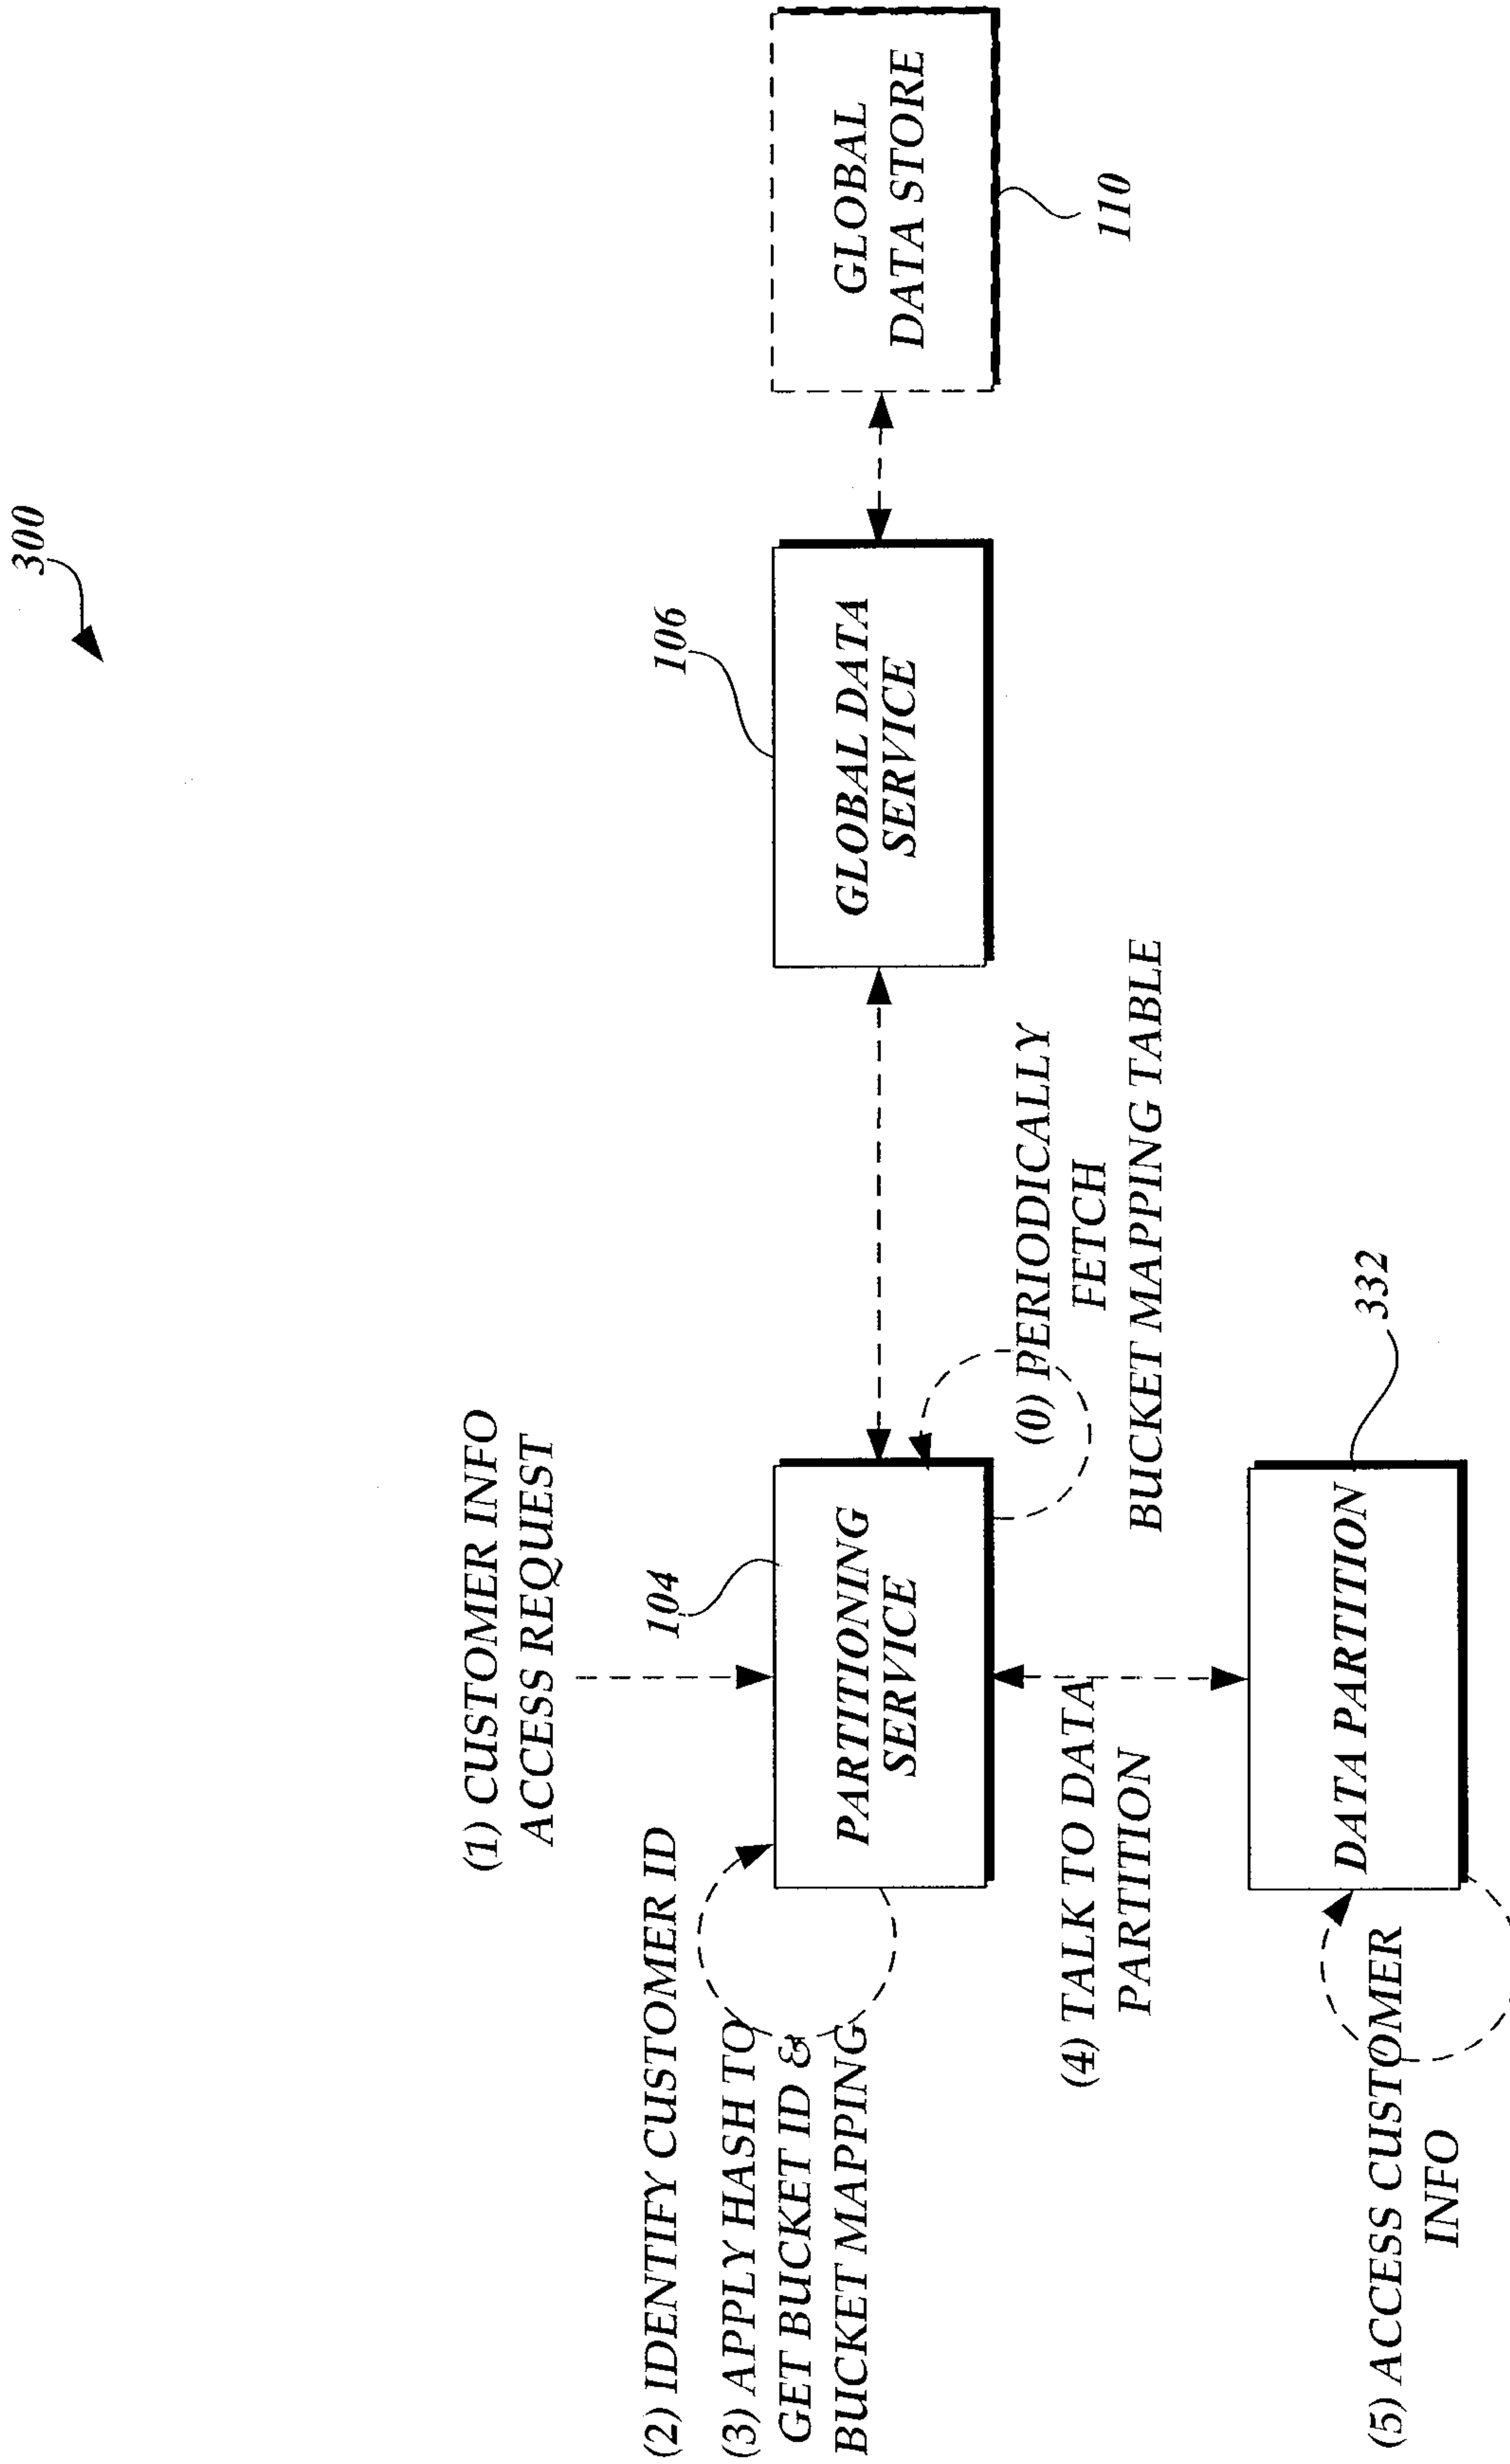 300
(1) CUSTOMER INFO
ACCESS REQUEST
(2) IDENTIFY CUSTOMER ID
(3) APPLY HASH TO
GET BUCKET ID &
BUCKET MAPPING
104
PARTITIONING
SERVICE
106
GLOBAL DATA
SERVICE
GLOBAL
DATA STORE
110
(0) PERIODICALLY
FETCH
BUCKET MAPPING TABLE
(4) TALK TO DATA
PARTITION
DATA PARTITION
332
(5) ACCESS CUSTOMER
INFO